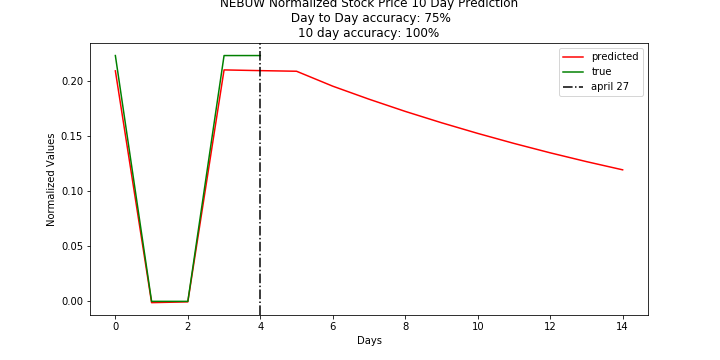 NEBUW Normalized Stock Price 10 Day Prediction
Day to Day accuracy: 75%
10 day accuracy: 100%
predicted
true
april 27
Normalized Values
0.20
0.15
0.10
0.05
0.00
0 2 4 6 8 10 12 14
Days